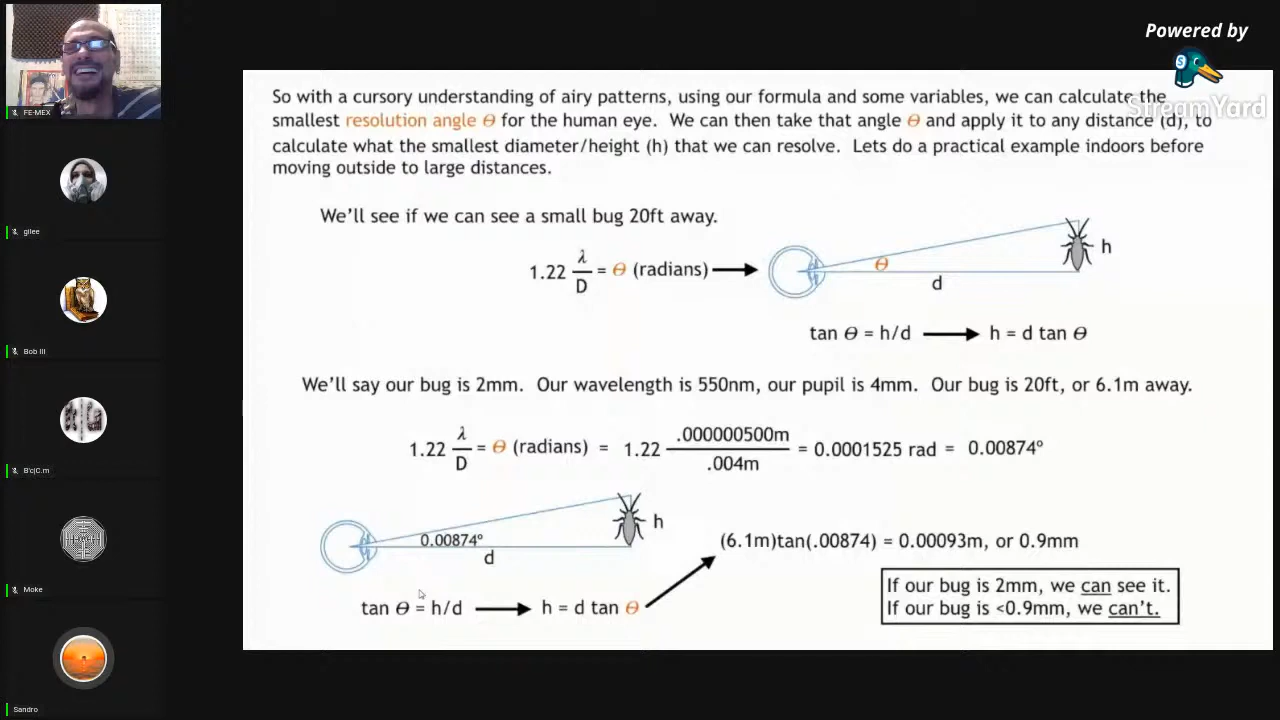 Powered by
StreamYard
So with a cursory understanding of airy patterns, using our formula and some variables, we can calculate the
smallest resolution angle Θ for the human eye. We can then take that angle Θ and apply it to any distance (d), to
calculate what the smallest diameter/height (h) that we can resolve. Lets do a practical example indoors before
moving outside to large distances.
We'll see if we can see a small bug 20ft away.
1.22 λ/D = Θ (radians)
Θ
h
d
tan Θ = h/d
h = d tan Θ
We'll say our bug is 2mm. Our wavelength is 550nm, our pupil is 4mm. Our bug is 20ft, or 6.1m away.
1.22 λ/D = Θ (radians) = 1.22 .000000500m/.004m = 0.0001525 rad = 0.00874º
0.00874º
h
d
tan Θ = h/d
h = d tan Θ
(6.1m)tan(.00874) = 0.00093m, or 0.9mm
If our bug is 2mm, we can see it.
If our bug is <0.9mm, we can't.
FE-MEX
gilee
Bob III
B'c|C.m
Moke
Sandro